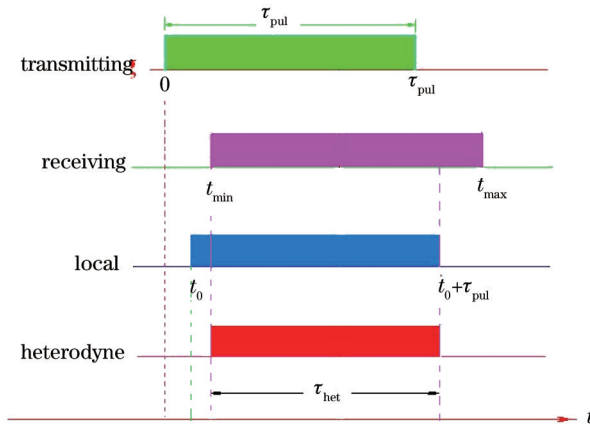 τpul
transmitting
0
τpul
receiving
tmin
tmax
local
t0
t0+τpul
heterodyne
τhet
t